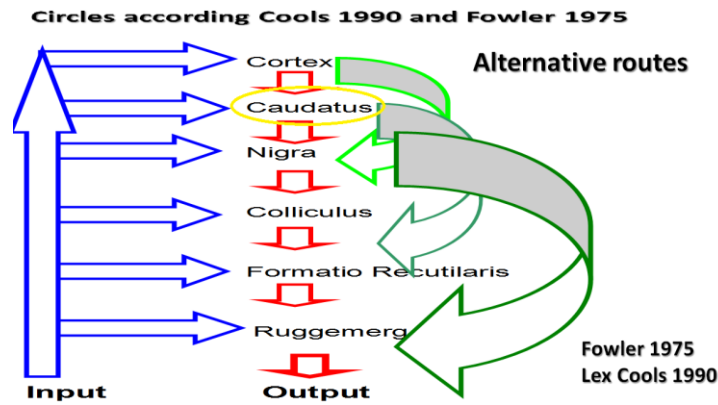 Circles according Cools 1990 and Fowler 1975
Alternative routes
Cortex
Caudatus
Nigra
Colliculus
Formatio Recutilaris
Ruggemerg
Input
Output
Fowler 1975
Lex Cools 1990